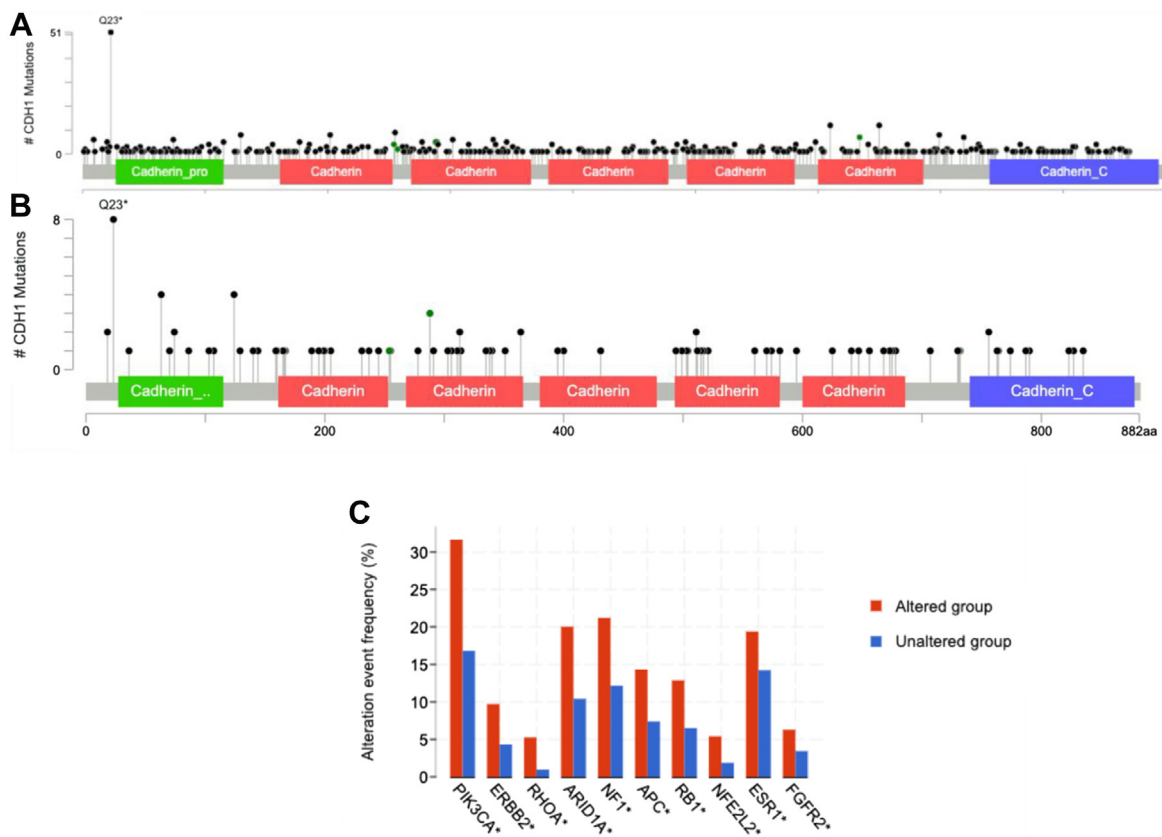 A
Q23*
51
# CDH1 Mutations
0
Cadherin_pro
Cadherin
Cadherin
Cadherin
Cadherin
Cadherin
Cadherin_C
B
Q23*
8
# CDH1 Mutations
0
Cadherin_..
Cadherin
Cadherin
Cadherin
Cadherin
Cadherin
Cadherin_C
0
200
400
600
800
882aa
C
Alteration event frequency (%)
30
25
20
15
10
5
0
PIK3CA*
ERBB2*
RHOA*
ARID1A*
NF1*
APC*
RB1*
NFE2L2*
ESR1*
FGFR2*
Altered group
Unaltered group